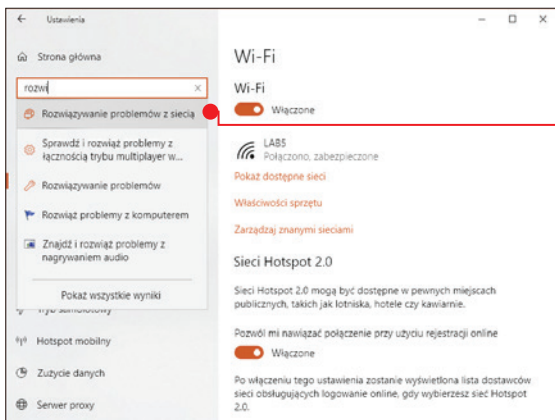 Ustawienia
Strona główna
rozwi
Rozwiązywanie problemów z siecią
Sprawdź i rozwiąż problemy z
łącznością trybu multiplayer w...
Rozwiązywanie problemów
Rozwiąż problemy z komputerem
Znajdź i rozwiąż problemy z
nagrywaniem audio
Pokaż wszystkie wyniki
Tryb samolotowy
Hotspot mobilny
Zużycie danych
Serwer proxy
Wi-Fi
Wi-Fi
Włączone
LAB5
Połączono, zabezpieczone
Pokaż dostępne sieci
Właściwości sprzętu
Zarządzaj znanymi sieciami
Sieci Hotspot 2.0
Sieci Hotspot 2.0 mogą być dostępne w pewnych miejscach
publicznych, takich jak lotniska, hotele czy kawiarnie.
Pozwól mi nawiązać połączenie przy użyciu rejestracji online
Włączone
Po włączeniu tego ustawienia zostanie wyświetlona lista dostawców
sieci obsługujących logowanie online, gdy wybierzesz sieć Hotspot
2.0.